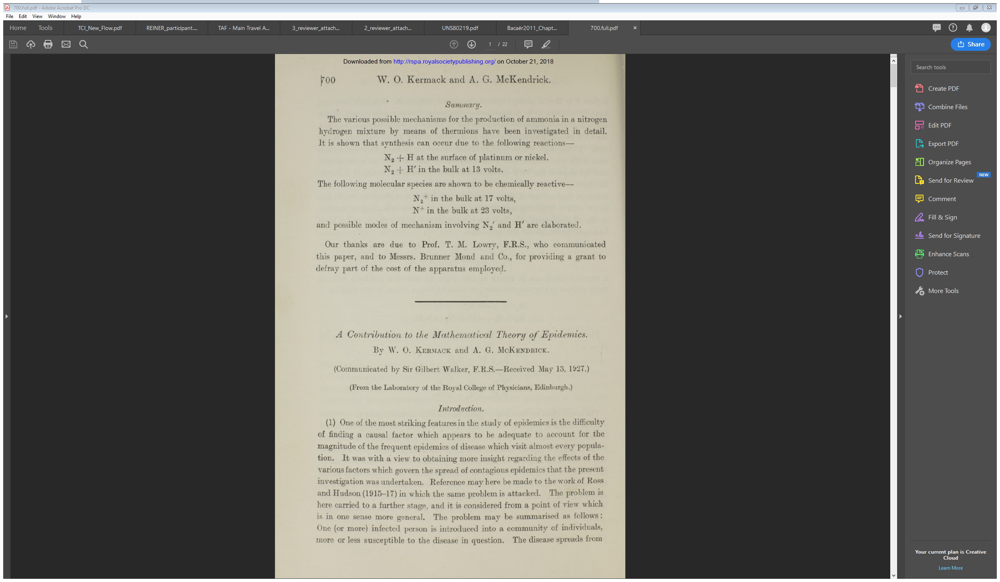 700.full.pdf - Adobe Acrobat Pro DC
File Edit View Window Help
Home Tools TCI_New_Flow.pdf REINER_participant.... TAF - Main Travel A... 3_reviewer_attach... 2_reviewer_attach... UNS80219.pdf Bacaër2011_Chapt... 700.full.pdf
1 / 22
Share
Downloaded from http://rspa.royalsocietypublishing.org/ on October 21, 2018
700 W. O. Kermack and A. G. McKendrick.
Summary.
The various possible mechanisms for the production of ammonia in a nitrogen
hydrogen mixture by means of thermions have been investigated in detail.
It is shown that synthesis can occur due to the following reactions—
N₂ + H at the surface of platinum or nickel.
N₂ + H′ in the bulk at 13 volts.
The following molecular species are shown to be chemically reactive—
N₂⁺ in the bulk at 17 volts,
N⁺ in the bulk at 23 volts,
and possible modes of mechanism involving N₂′ and H′ are elaborated.
Our thanks are due to Prof. T. M. Lowry, F.R.S., who communicated
this paper, and to Messrs. Brunner Mond and Co., for providing a grant to
defray part of the cost of the apparatus employed.
A Contribution to the Mathematical Theory of Epidemics.
By W. O. KERMACK and A. G. McKENDRICK.
(Communicated by Sir Gilbert Walker, F.R.S.—Received May 13, 1927.)
(From the Laboratory of the Royal College of Physicians, Edinburgh.)
Introduction.
(1) One of the most striking features in the study of epidemics is the difficulty
of finding a causal factor which appears to be adequate to account for the
magnitude of the frequent epidemics of disease which visit almost every popula-
tion. It was with a view to obtaining more insight regarding the effects of the
various factors which govern the spread of contagious epidemics that the present
investigation was undertaken. Reference may here be made to the work of Ross
and Hudson (1915–17) in which the same problem is attacked. The problem is
here carried to a further stage, and it is considered from a point of view which
is in one sense more general. The problem may be summarised as follows:
One (or more) infected person is introduced into a community of individuals,
more or less susceptible to the disease in question. The disease spreads from
Search tools
Create PDF
Combine Files
Edit PDF
Export PDF
Organize Pages
NEW
Send for Review
Comment
Fill & Sign
Send for Signature
Enhance Scans
Protect
More Tools
Your current plan is Creative
Cloud
Learn More